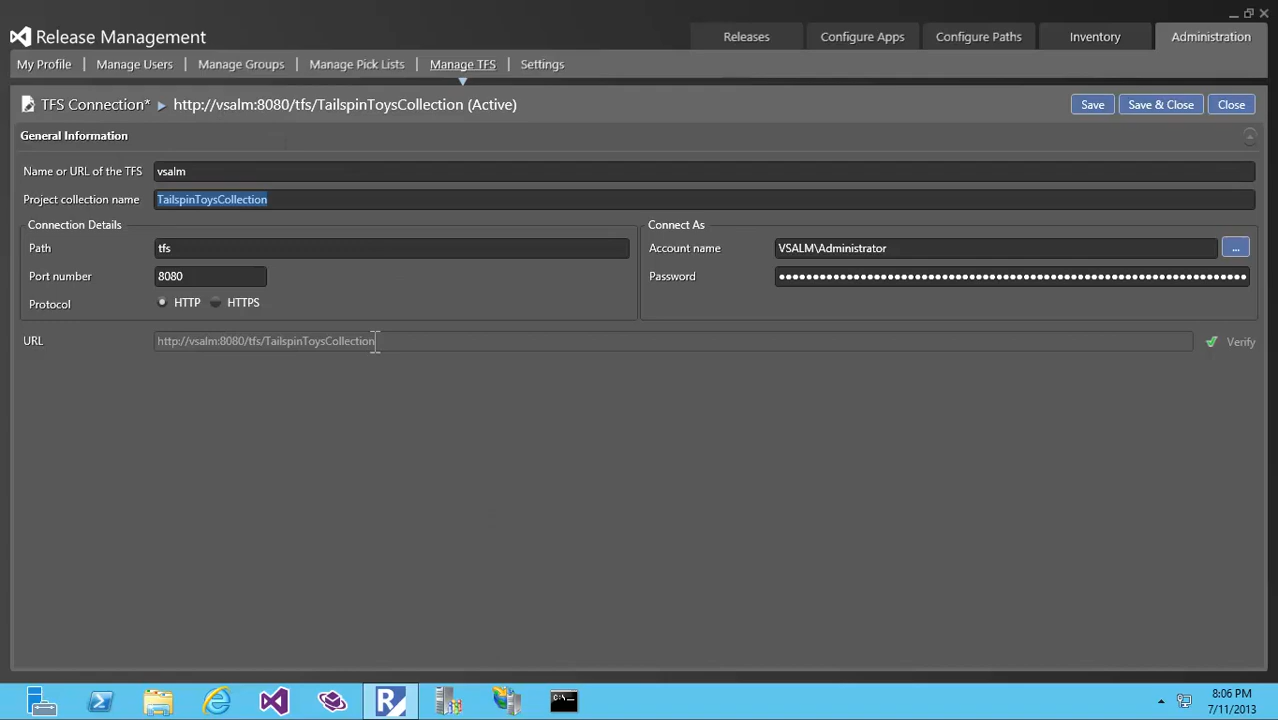 Release Management
Releases
Configure Apps
Configure Paths
Inventory
Administration
My Profile | Manage Users | Manage Groups | Manage Pick Lists | Manage TFS | Settings
TFS Connection* ▸ http://vsalm:8080/tfs/TailspinToysCollection (Active)
Save
Save & Close
Close
General Information
Name or URL of the TFS
vsalm
Project collection name
TailspinToysCollection
Connection Details
Path
tfs
Port number
8080
Protocol
HTTP
HTTPS
Connect As
Account name
VSALM\Administrator
...
Password
URL
http://vsalm:8080/tfs/TailspinToysCollection
Verify
8:06 PM
7/11/2013